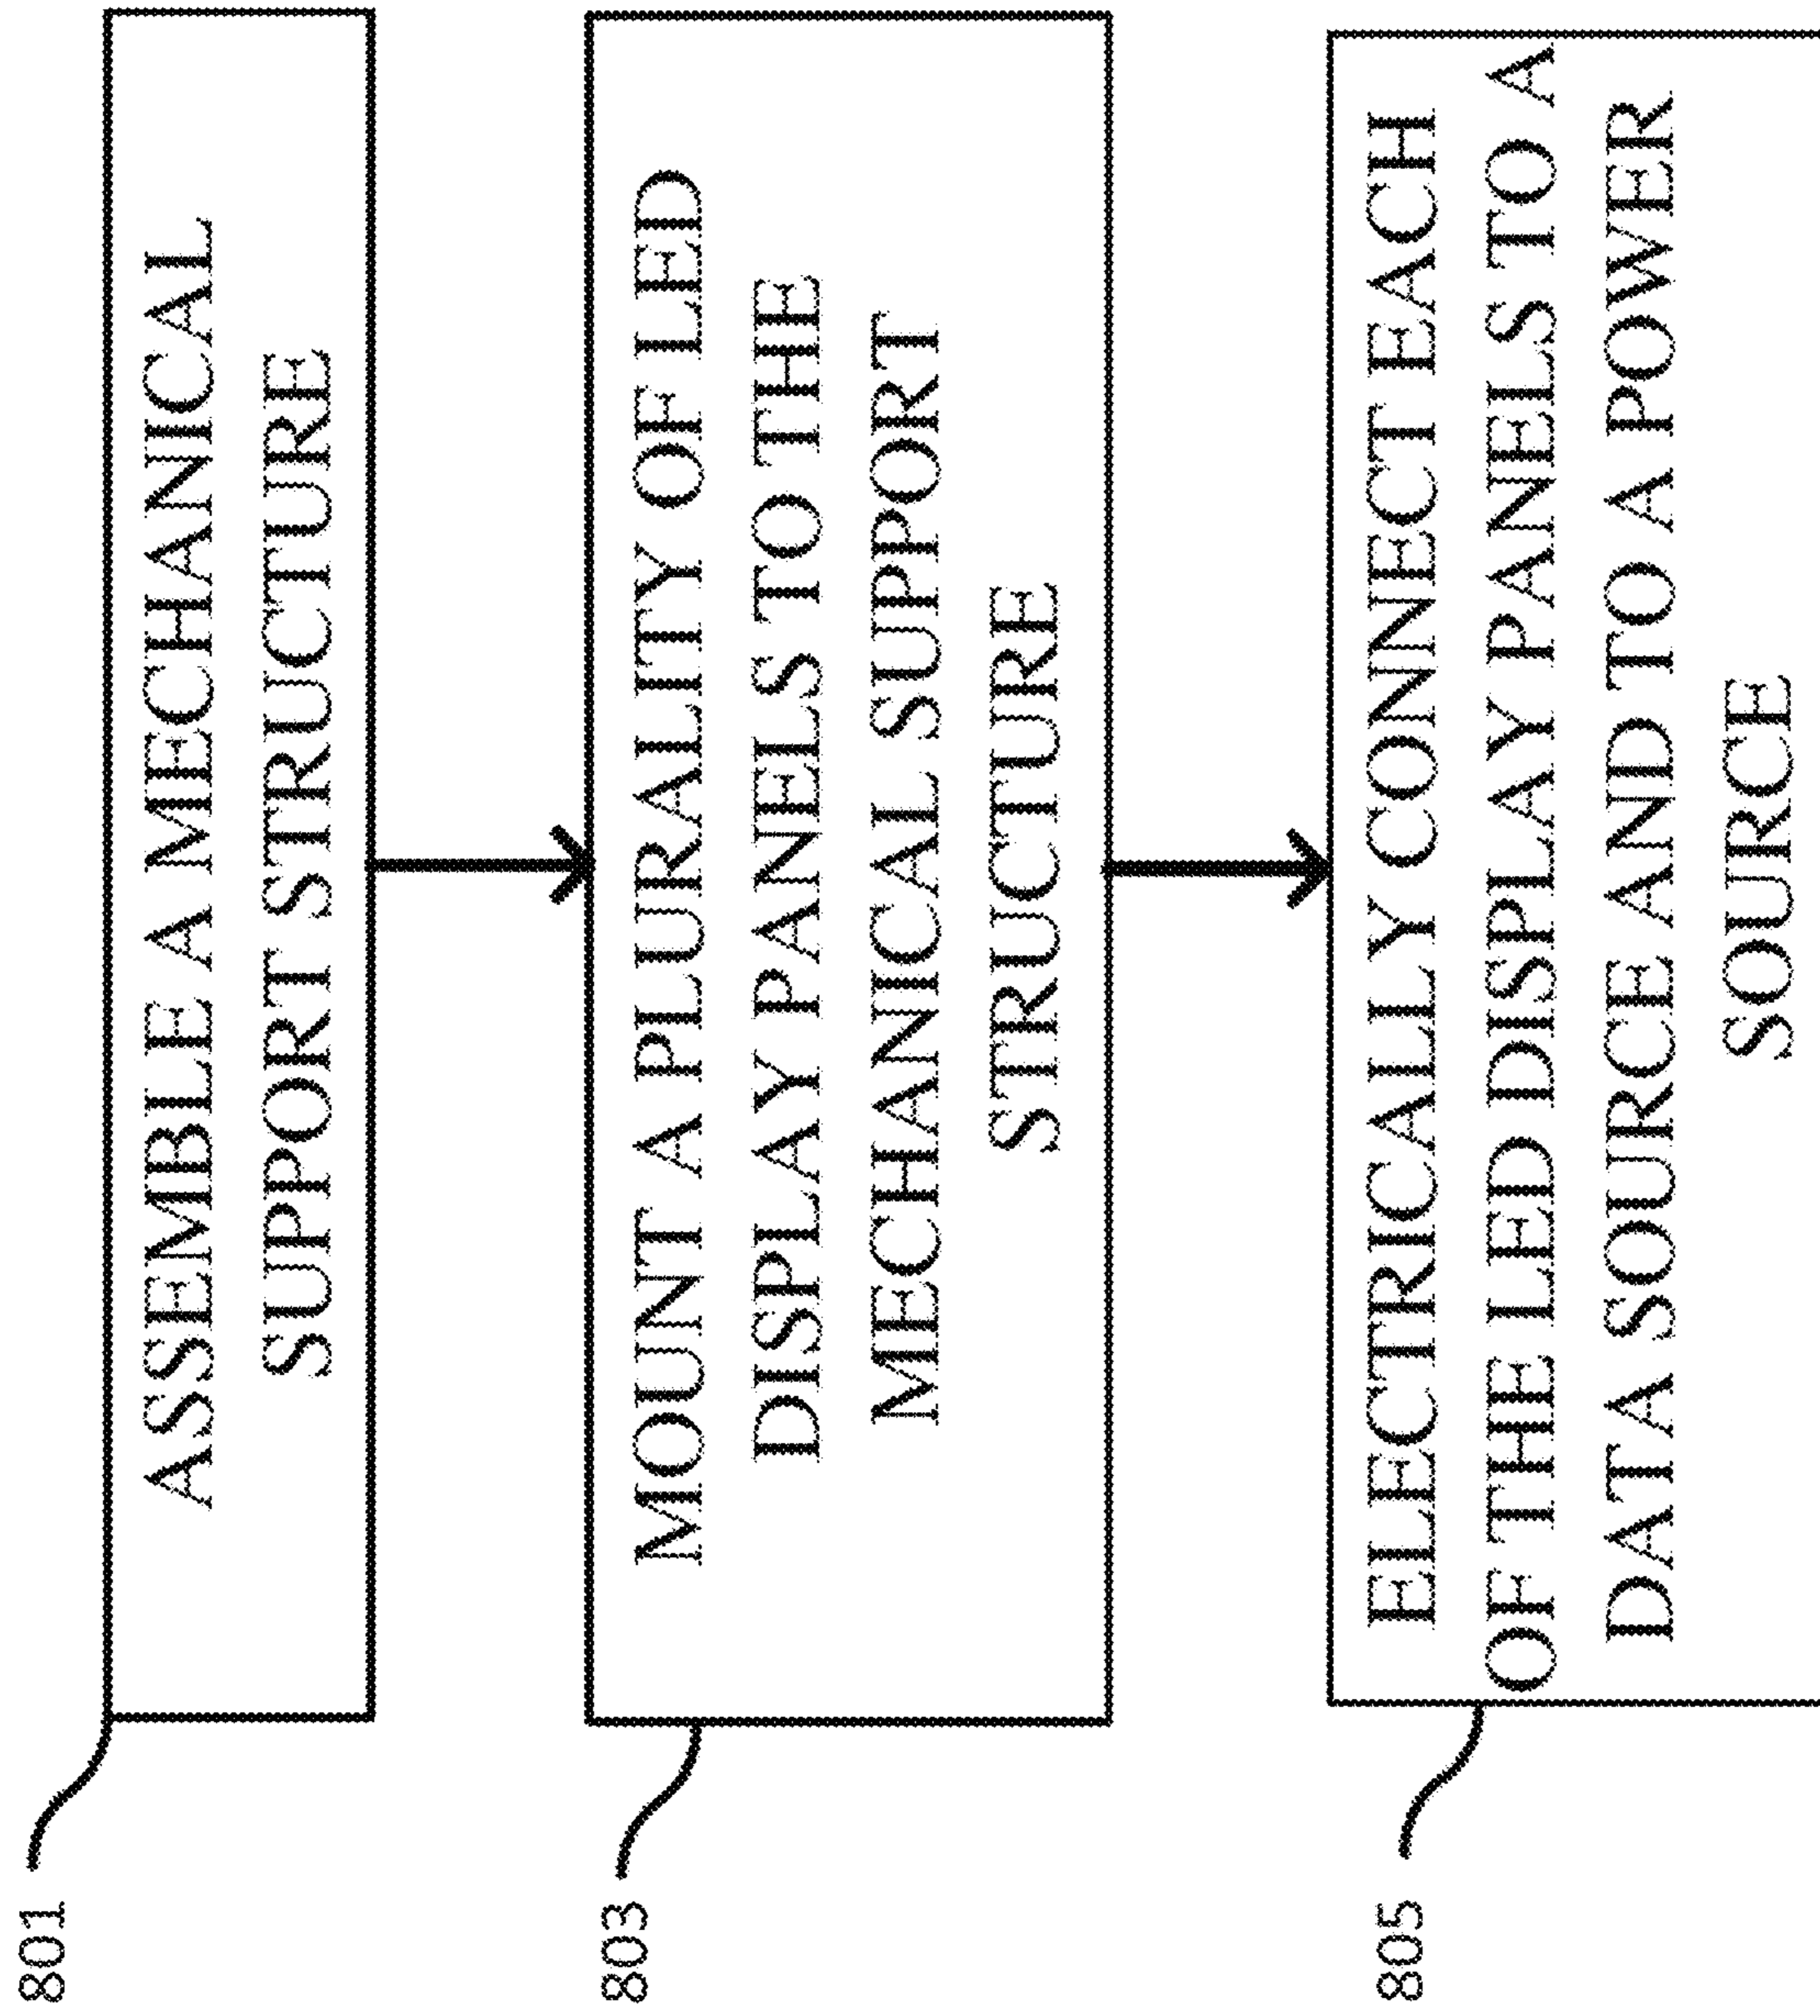 801
ASSEMBLE A MECHANICAL
SUPPORT STRUCTURE
803
MOUNT A PLURALITY OF LED
DISPLAY PANELS TO THE
MECHANICAL SUPPORT
STRUCTURE
805
ELECTRICALLY CONNECT EACH
OF THE LED DISPLAY PANELS TO A
DATA SOURCE AND TO A POWER
SOURCE